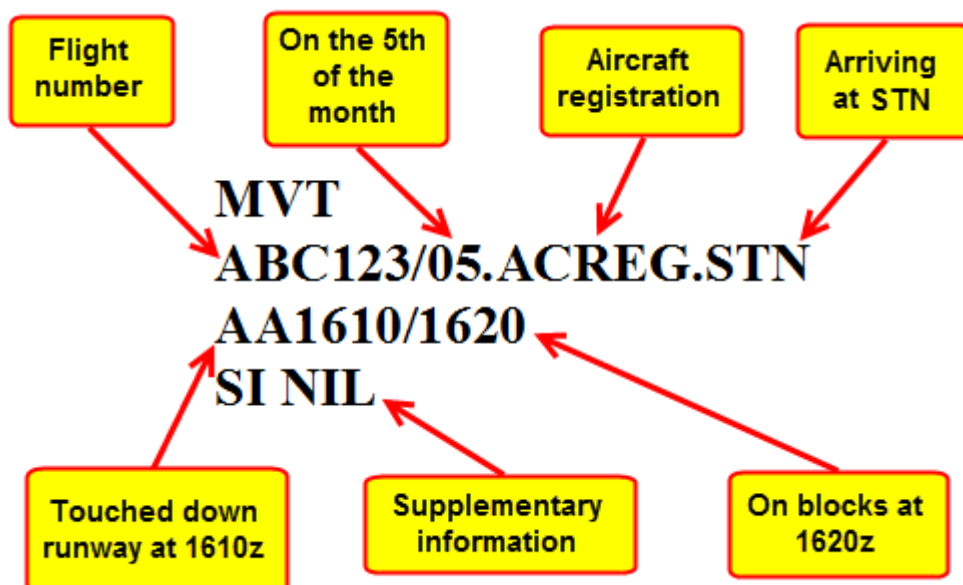 Flight
number
On the 5th
of the
month
Aircraft
registration
Arriving
at STN
MVT
ABC123/05.ACREG.STN
AA1610/1620
SI NIL
Touched down
runway at 1610z
Supplementary
information
On blocks at
1620z